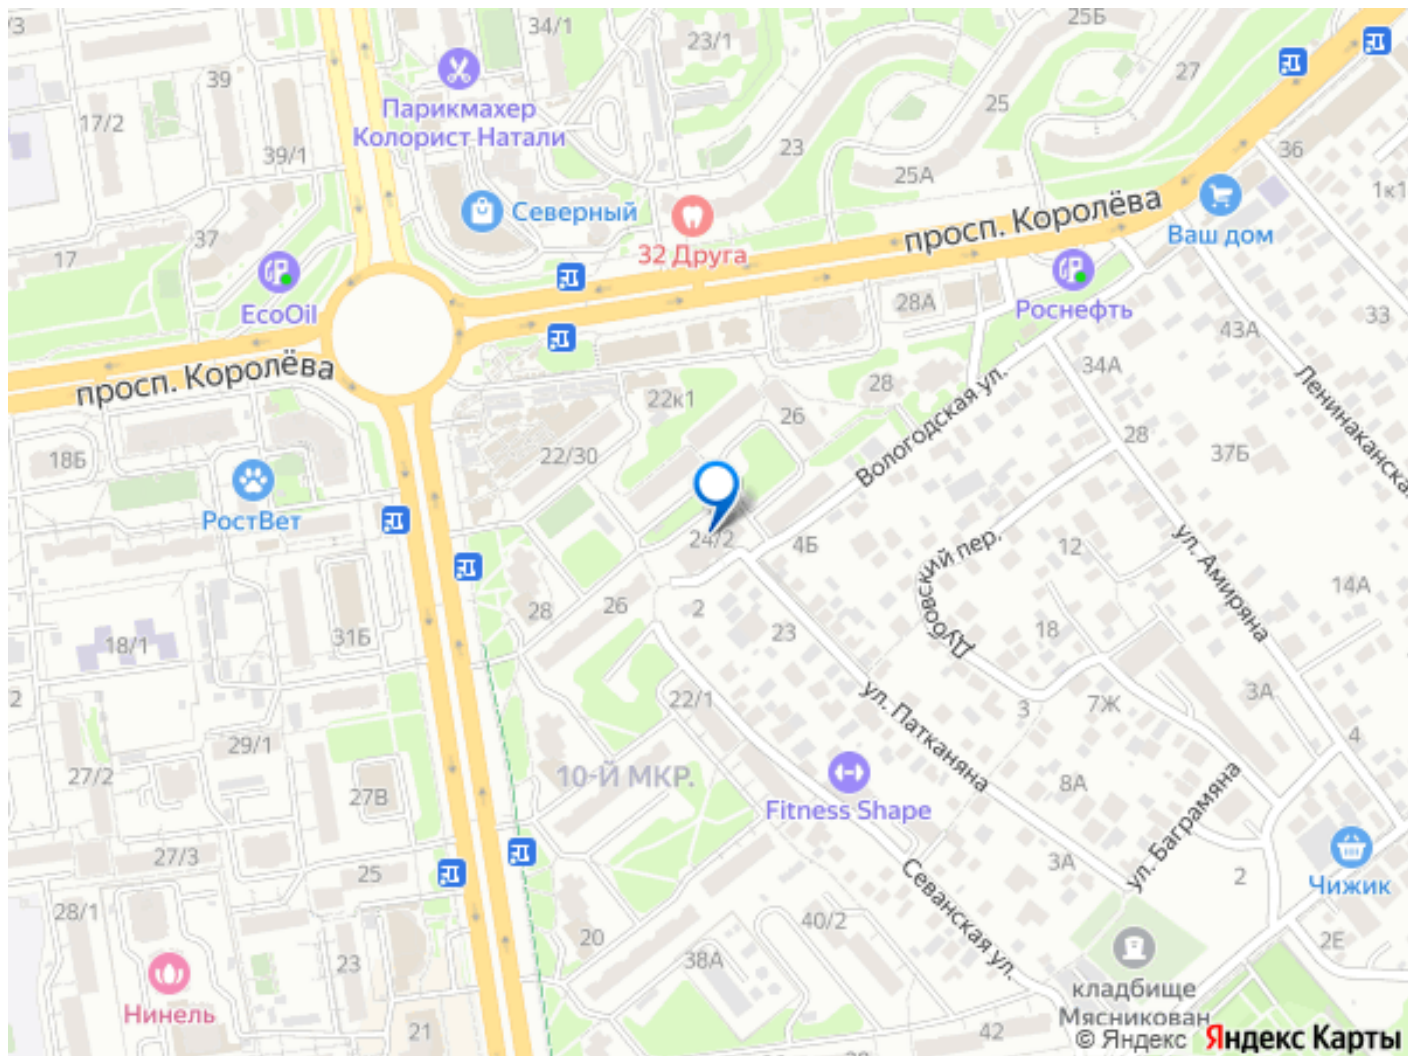 /3
34/1
25Б
23/1
39
27
Парикмахер
Колорист Натали
25
17/2
39/1
23
36
25А
1к1
Северный
просп. Королёва
37
32 Друга
Ваш дом
17
EcoOil
28А
Роснефть
33
43А
просп. Королёва
34А
22к1
28
26
Вологодская ул.
Ленинаканская
28
18Б
22/30
37Б
РостВет
24/2
4Б
12
Дубовский пер.
ул. Амиряна
14А
28
26
2
23
18
31Б
18/1
2
22/1
ул. Патканяна
3
7Ж
3А
29/1
4
27/2
10-Й МКР.
8А
27В
Fitness Shape
ул. Баграмяна
27/3
25
3А
2
Чижик
Севанская ул.
28/1
40/2
20
2Е
23
38А
Нинель
кладбище
Мясникован
21
42
28
© Яндекс Яндекс Карты